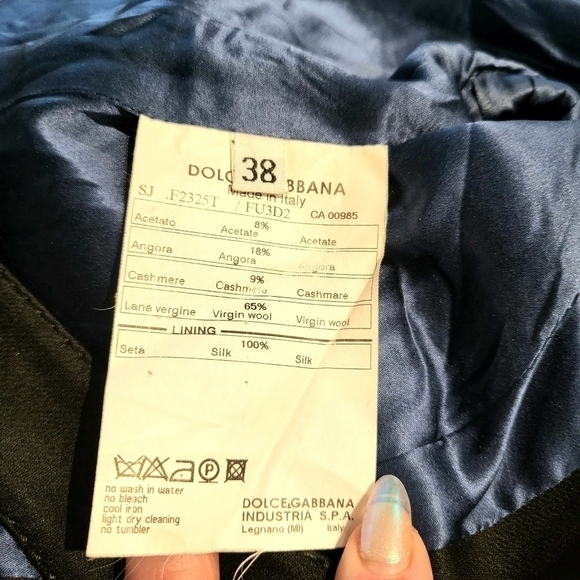 38
DOLC GABBANA
Made in Italy
SJ .F2325T / FU3D2 CA 00985
8%
Acetato Acetate Acetate
18%
Angora Angora Angora
9%
Cashmere Cashmere Cashmare
65%
Lana vergine Virgin wool Virgin wool
LINING
100%
Seta Silk Silk
P
no wash in water
no bleach
cool iron
light dry cleaning
no tumbler
DOLCE&GABBANA
INDUSTRIA S.P.A.
Legnano (MI) Italy